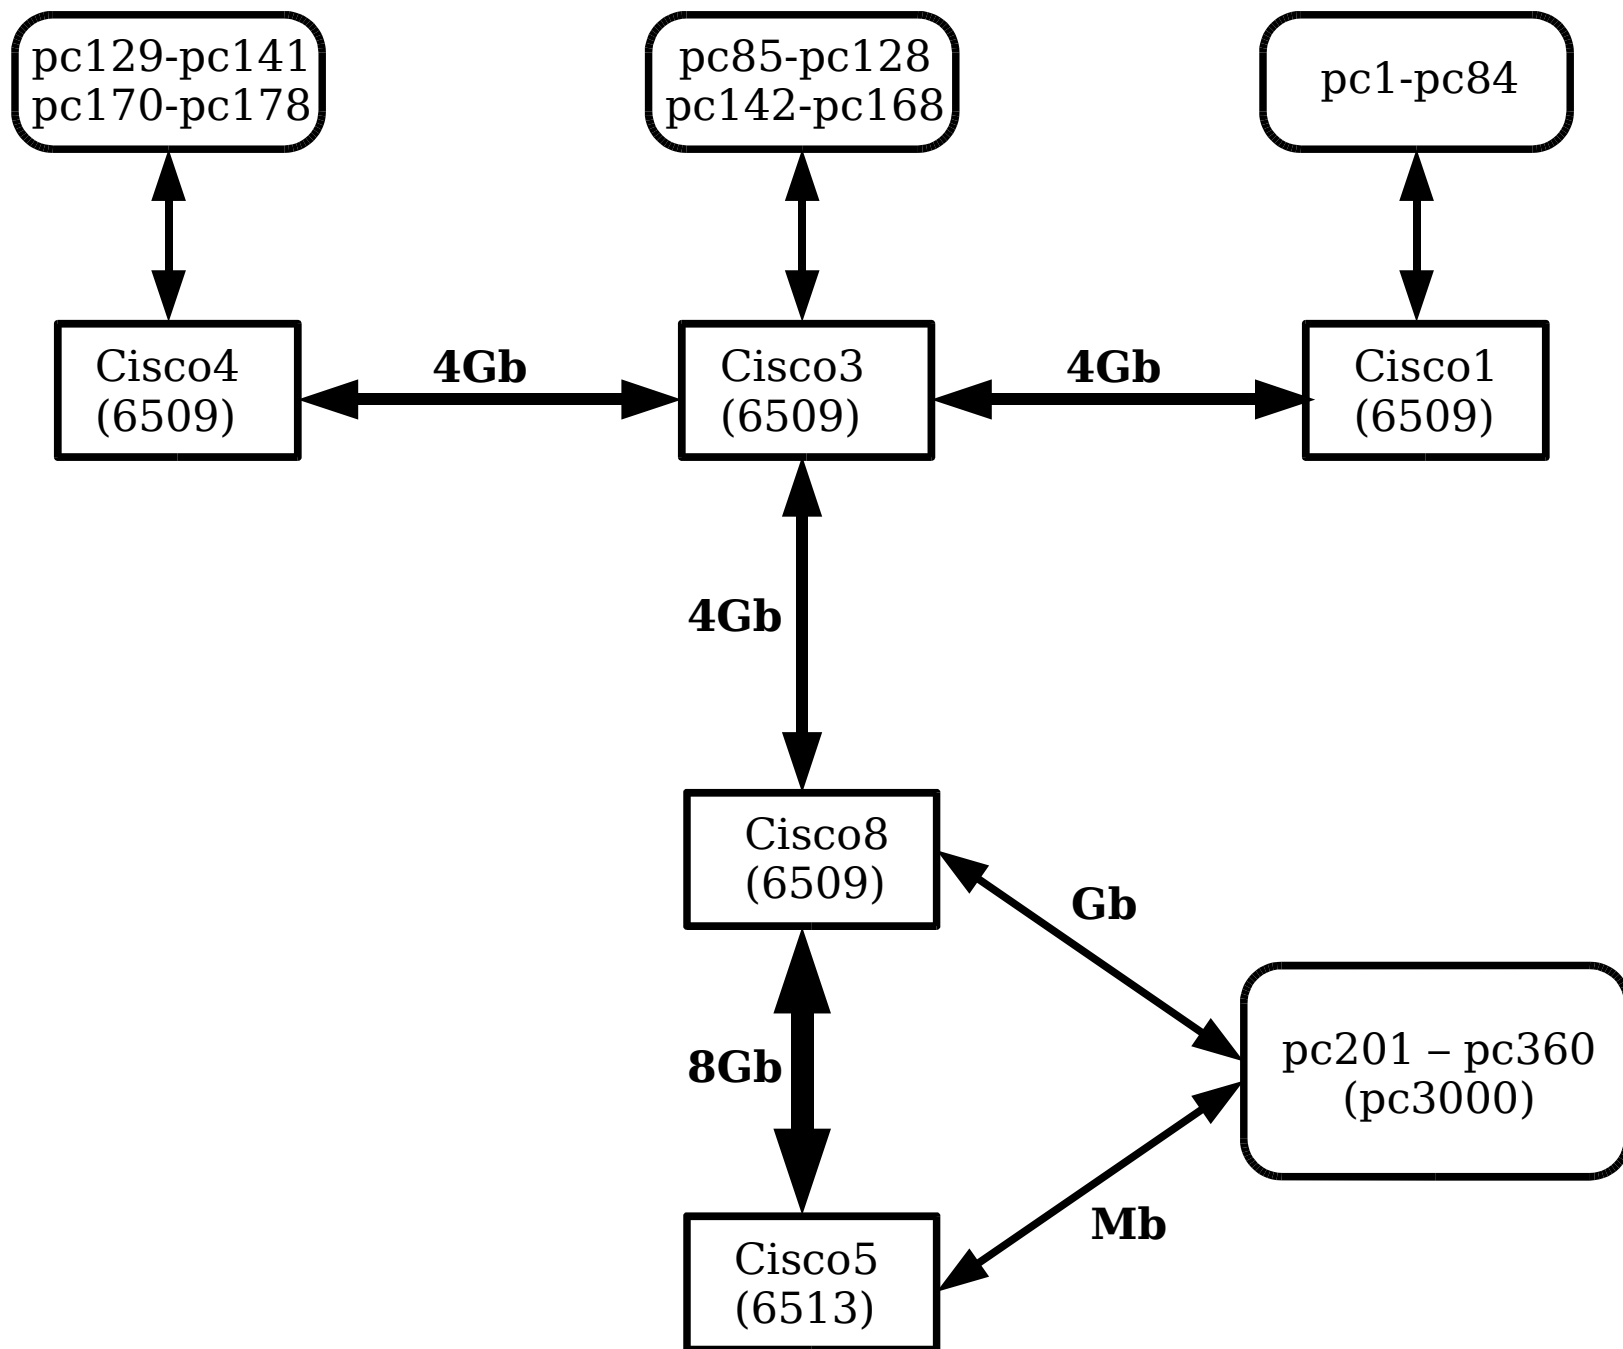 pc129-pc141
pc170-pc178
pc85-pc128
pc142-pc168
pc1-pc84
Cisco4
(6509)
4Gb
Cisco3
(6509)
4Gb
Cisco1
(6509)
4Gb
Cisco8
(6509)
Gb
8Gb
pc201 – pc360
(pc3000)
Mb
Cisco5
(6513)